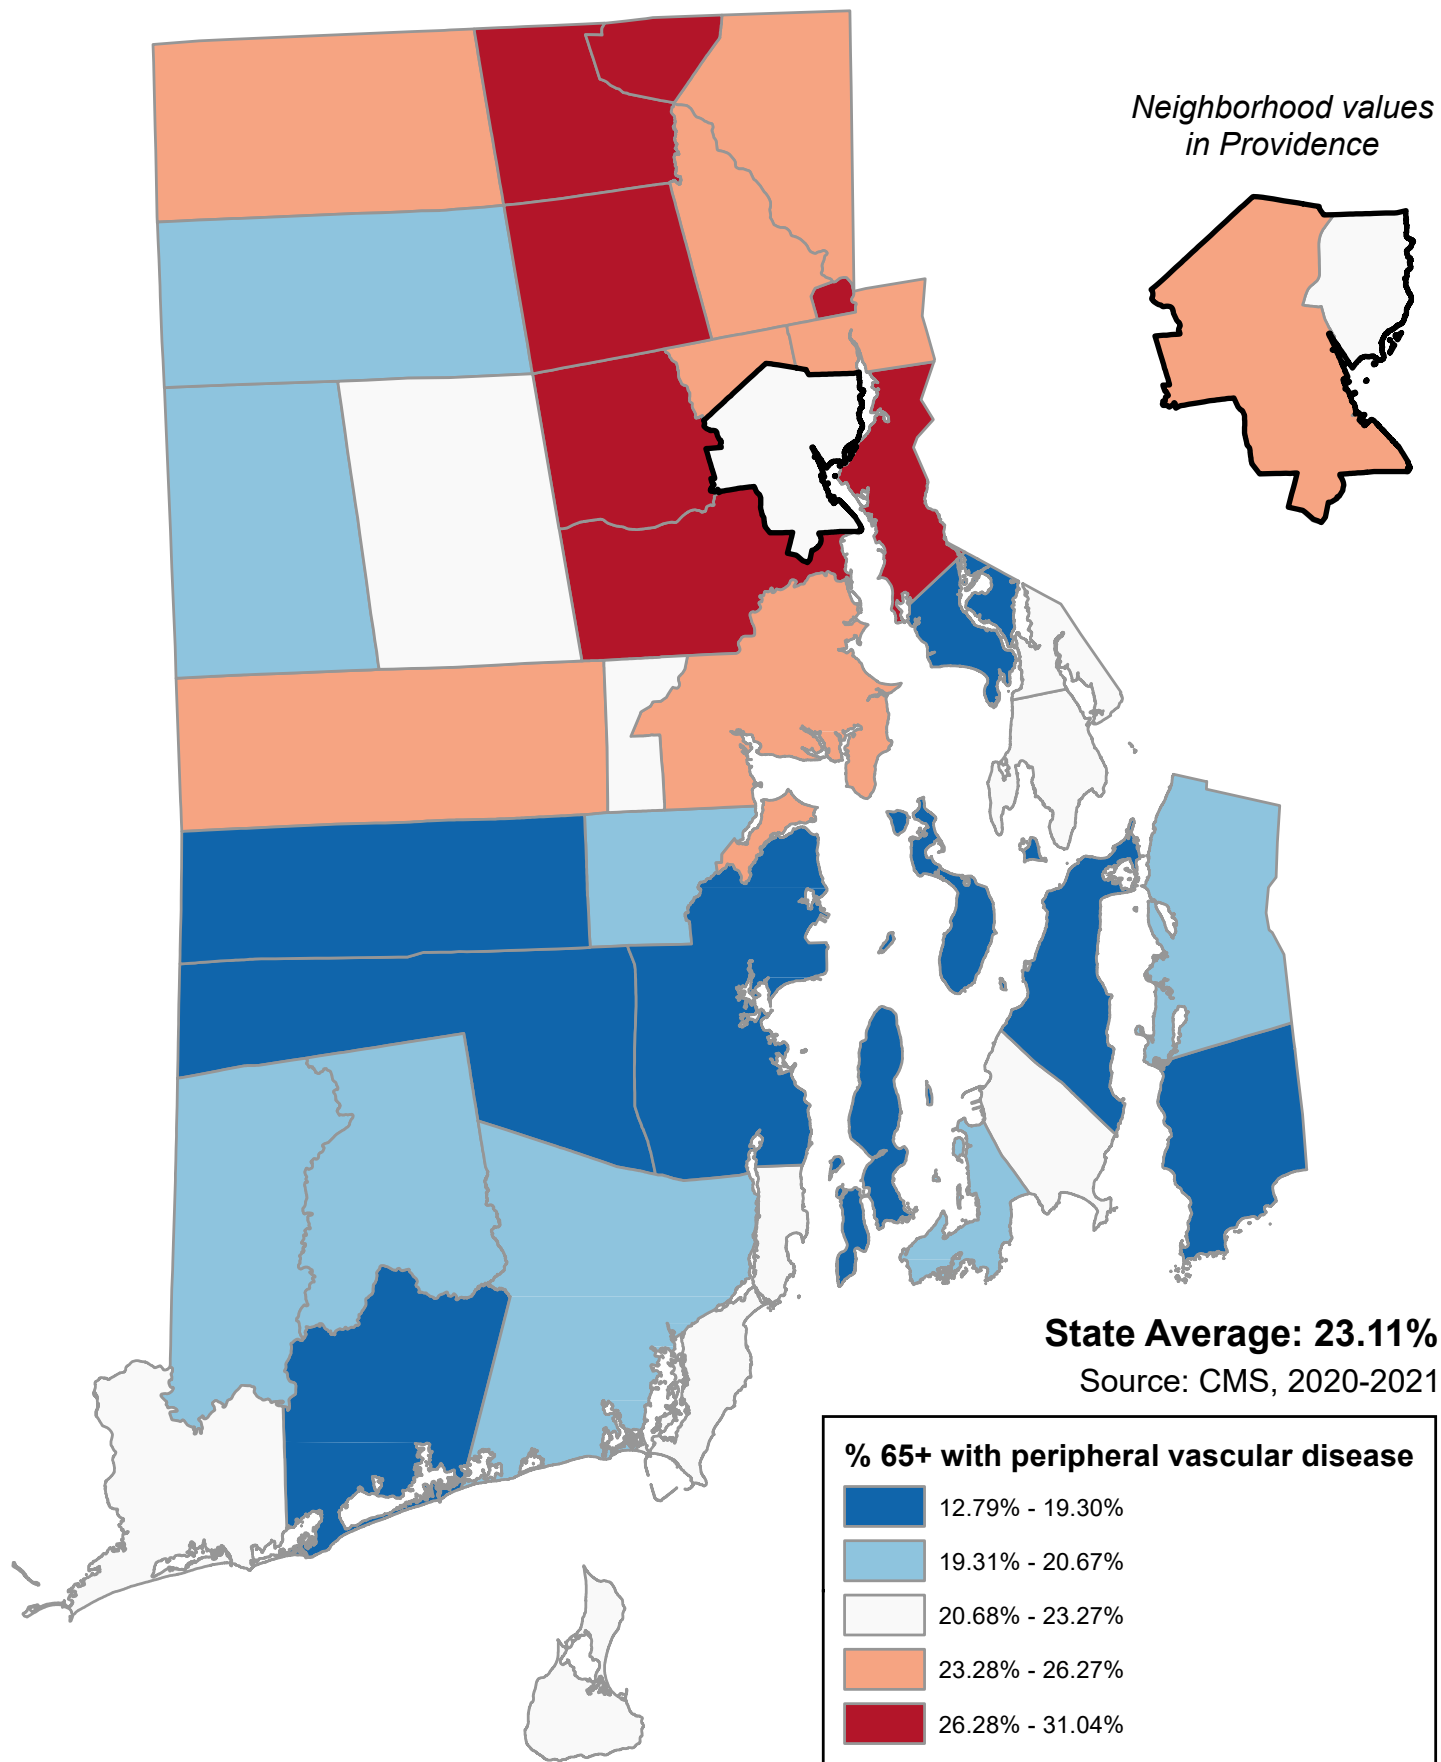 Neighborhood values
in Providence
State Average: 23.11%
Source: CMS, 2020-2021
% 65+ with peripheral vascular disease
12.79% - 19.30%
19.31% - 20.67%
20.68% - 23.27%
23.28% - 26.27%
26.28% - 31.04%